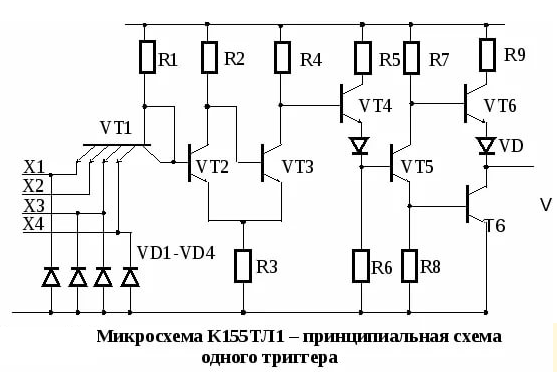 R1 R2 R4 R5 R7 R9
VT1 VT4 VT6
X1 VT2 VT3 VT5 VD
X2
X3
X4 T6 V
VD1-VD4 R3 R6 R8
Микросхема К155ТЛ1 – принципиальная схема
одного триггера